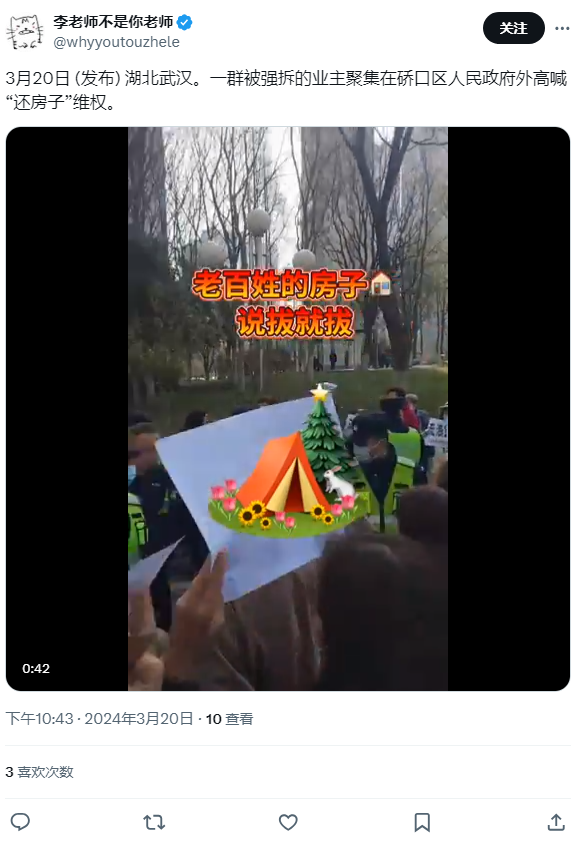 李老师不是你老师
@whyyoutouzhele
关注
3月20日 (发布) 湖北武汉。一群被强拆的业主聚集在硚口区人民政府外高喊
“还房子”维权。
老百姓的房子
说拔就拔
0:42
下午10:43 · 2024年3月20日 · 10 查看
3 喜欢次数